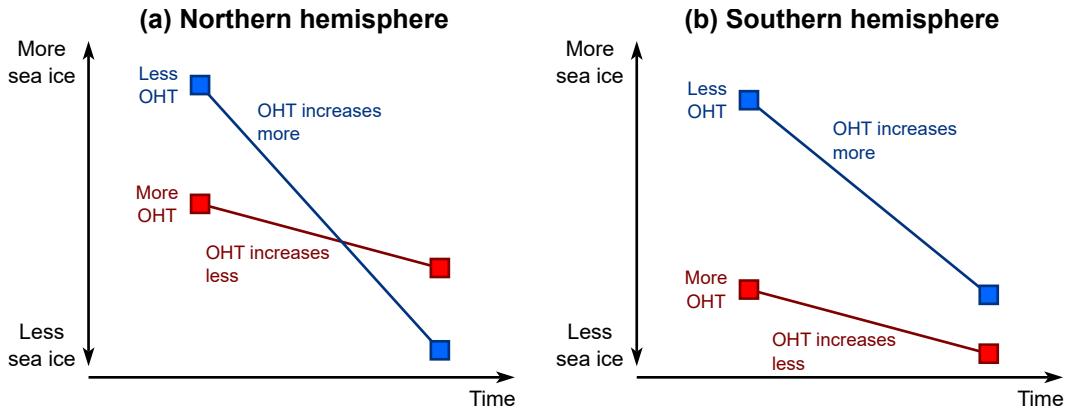 (a) Northern hemisphere
More
sea ice
Less
OHT
OHT increases
more
More
OHT
OHT increases
less
Less
sea ice
Time
(b) Southern hemisphere
More
sea ice
Less
OHT
OHT increases
more
More
OHT
OHT increases
less
Less
sea ice
Time